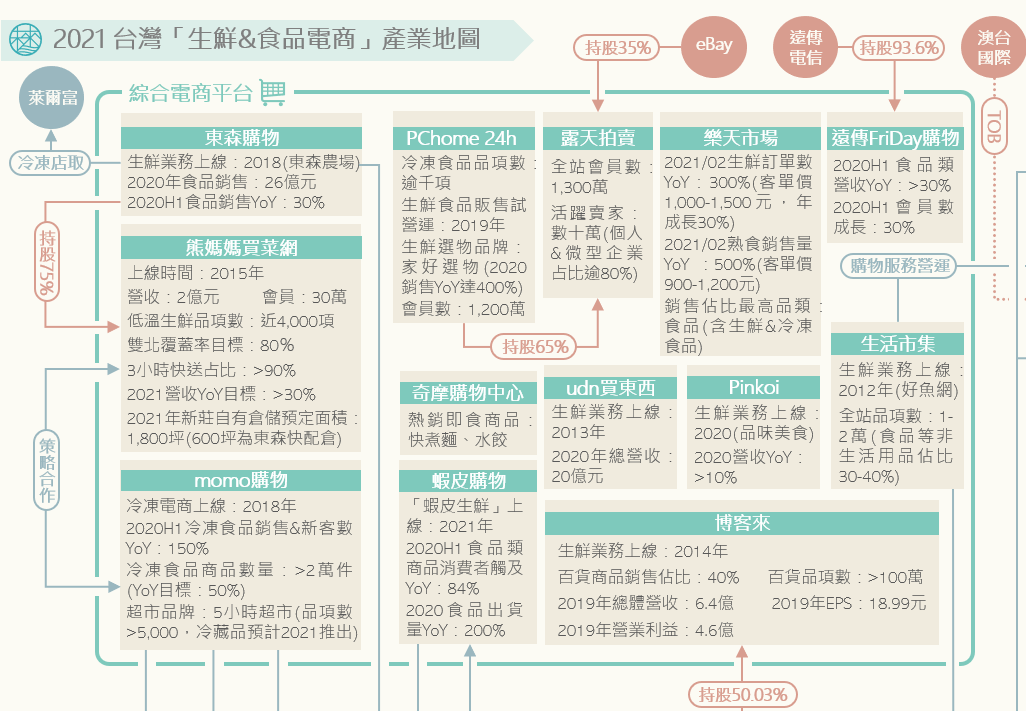 2021 台灣「生鮮&食品電商」產業地圖
持股35%
eBay
遠傳
電信
持股93.6%
澳台
國際
TOB
萊爾富
冷凍店取
綜合電商平台
東森購物
生鮮業務上線：2018(東森農場)
2020年食品銷售：26億元
2020H1食品銷售YoY：30%
持股75%
熊媽媽買菜網
上線時間：2015年
營收：2億元 會員：30萬
低溫生鮮品項數：近4,000項
雙北覆蓋率目標：80%
3小時快送占比：>90%
2021營收YoY目標：>30%
2021年新莊自有倉儲預定面積：
1,800坪(600坪為東森快配倉)
策略合作
momo購物
冷凍電商上線：2018年
2020H1冷凍食品銷售&新客數
YoY：150%
冷凍食品商品數量：>2萬件
(YoY目標：50%)
超市品牌：5小時超市(品項數
>5,000，冷藏品預計2021推出)
PChome 24h
冷凍食品品項數：
逾千項
生鮮食品販售試
營運：2019年
生鮮選物品牌：
家好選物(2020
銷售YoY達400%)
會員數：1,200萬
持股65%
露天拍賣
全站會員數：
1,300萬
活躍賣家：
數十萬(個人
&微型企業
占比逾80%)
樂天市場
2021/02生鮮訂單數
YoY：300%(客單價
1,000-1,500元，年
成長30%)
2021/02熟食銷售量
YoY：500%(客單價
900-1,200元)
銷售佔比最高品類：
食品(含生鮮&冷凍
食品)
遠傳FriDay購物
2020H1食品類
營收YoY：>30%
2020H1會員數
成長：30%
購物服務營運
生活市集
生鮮業務上線：
2012年(好魚網)
全站品項數：1-
2萬(食品等非
生活用品佔比
30-40%)
奇摩購物中心
熱銷即食商品：
快煮麵、水餃
udn買東西
生鮮業務上線：
2013年
2020年總營收：
20億元
Pinkoi
生鮮業務上線：
2020(品味美食)
2020營收YoY：
>10%
蝦皮購物
「蝦皮生鮮」上
線：2021年
2020H1食品類
商品消費者觸及
YoY：84%
2020食品出貨
量YoY：200%
博客來
生鮮業務上線：2014年
百貨商品銷售佔比：40% 百貨品項數：>100萬
2019年總體營收：6.4億 2019年EPS：18.99元
2019年營業利益：4.6億
持股50.03%